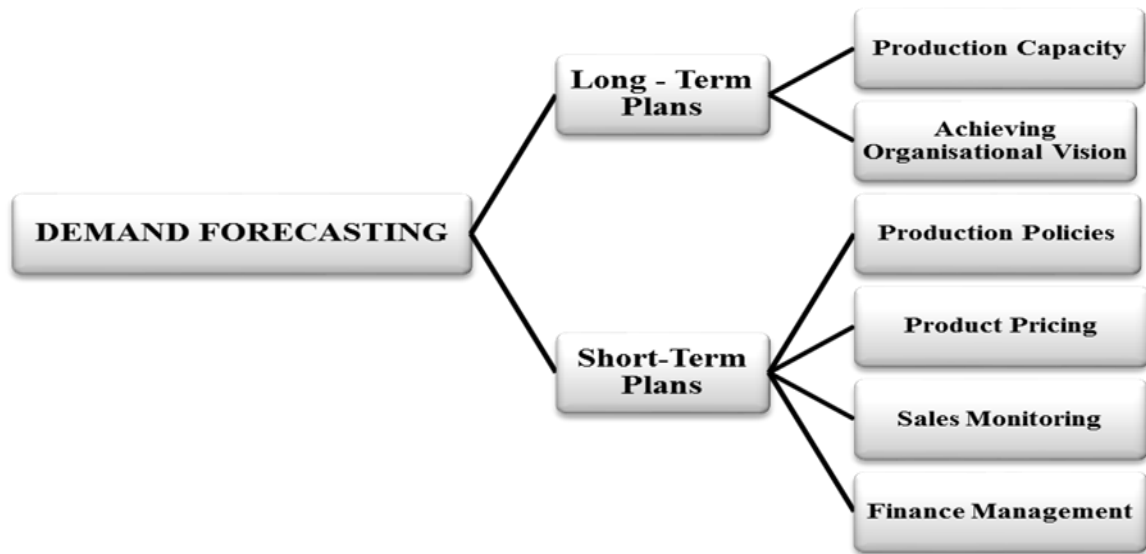 DEMAND FORECASTING
Long - Term
Plans
Production Capacity
Achieving
Organisational Vision
Short-Term
Plans
Production Policies
Product Pricing
Sales Monitoring
Finance Management